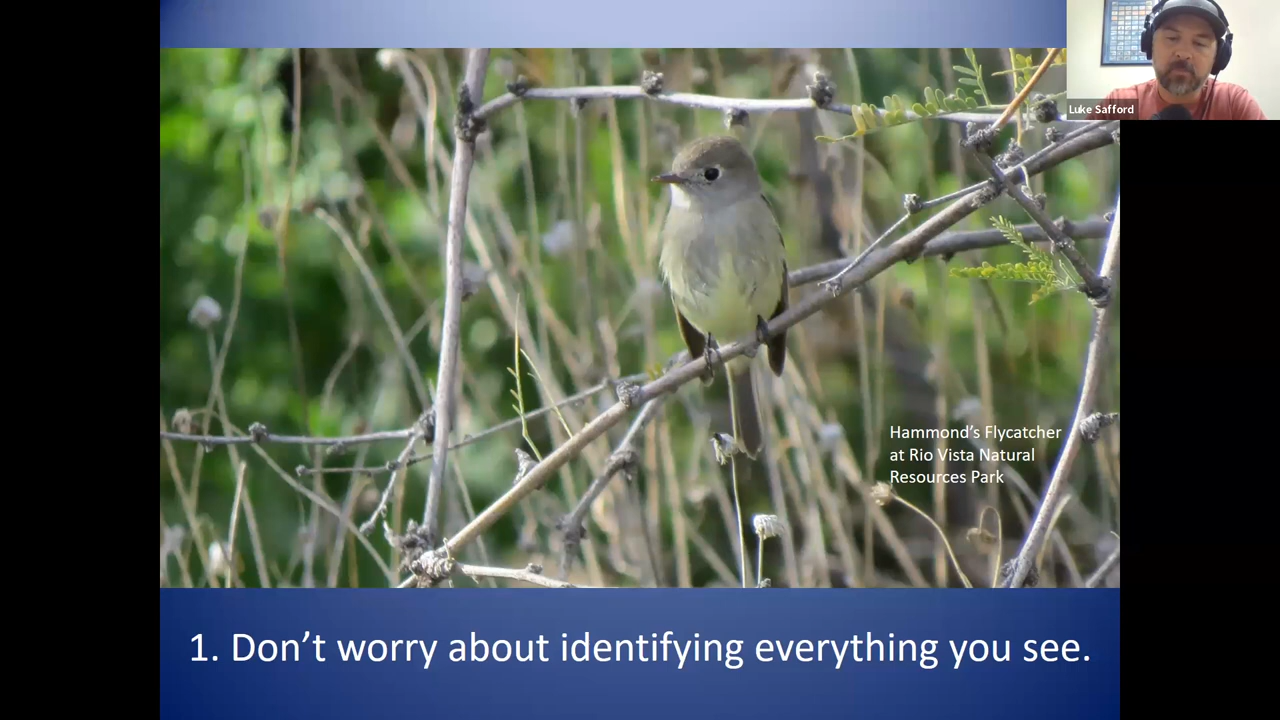 Luke Safford
Hammond's Flycatcher
at Rio Vista Natural
Resources Park
1. Don't worry about identifying everything you see.